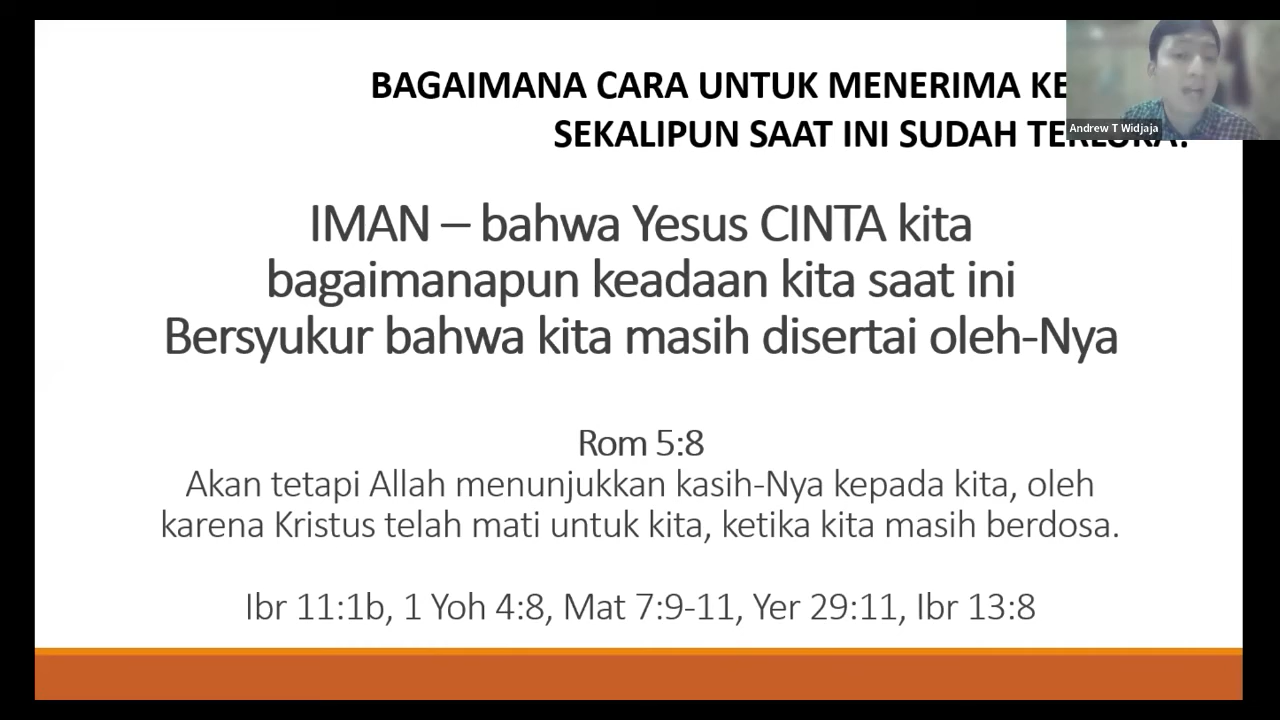 BAGAIMANA CARA UNTUK MENERIMA
SEKALIPUN SAAT INI SUDAH
Andrew T Widjaja
IMAN – bahwa Yesus CINTA kita
bagaimanapun keadaan kita saat ini
Bersyukur bahwa kita masih disertai oleh-Nya
Rom 5:8
Akan tetapi Allah menunjukkan kasih-Nya kepada kita, oleh
karena Kristus telah mati untuk kita, ketika kita masih berdosa.
Ibr 11:1b, 1 Yoh 4:8, Mat 7:9-11, Yer 29:11, Ibr 13:8